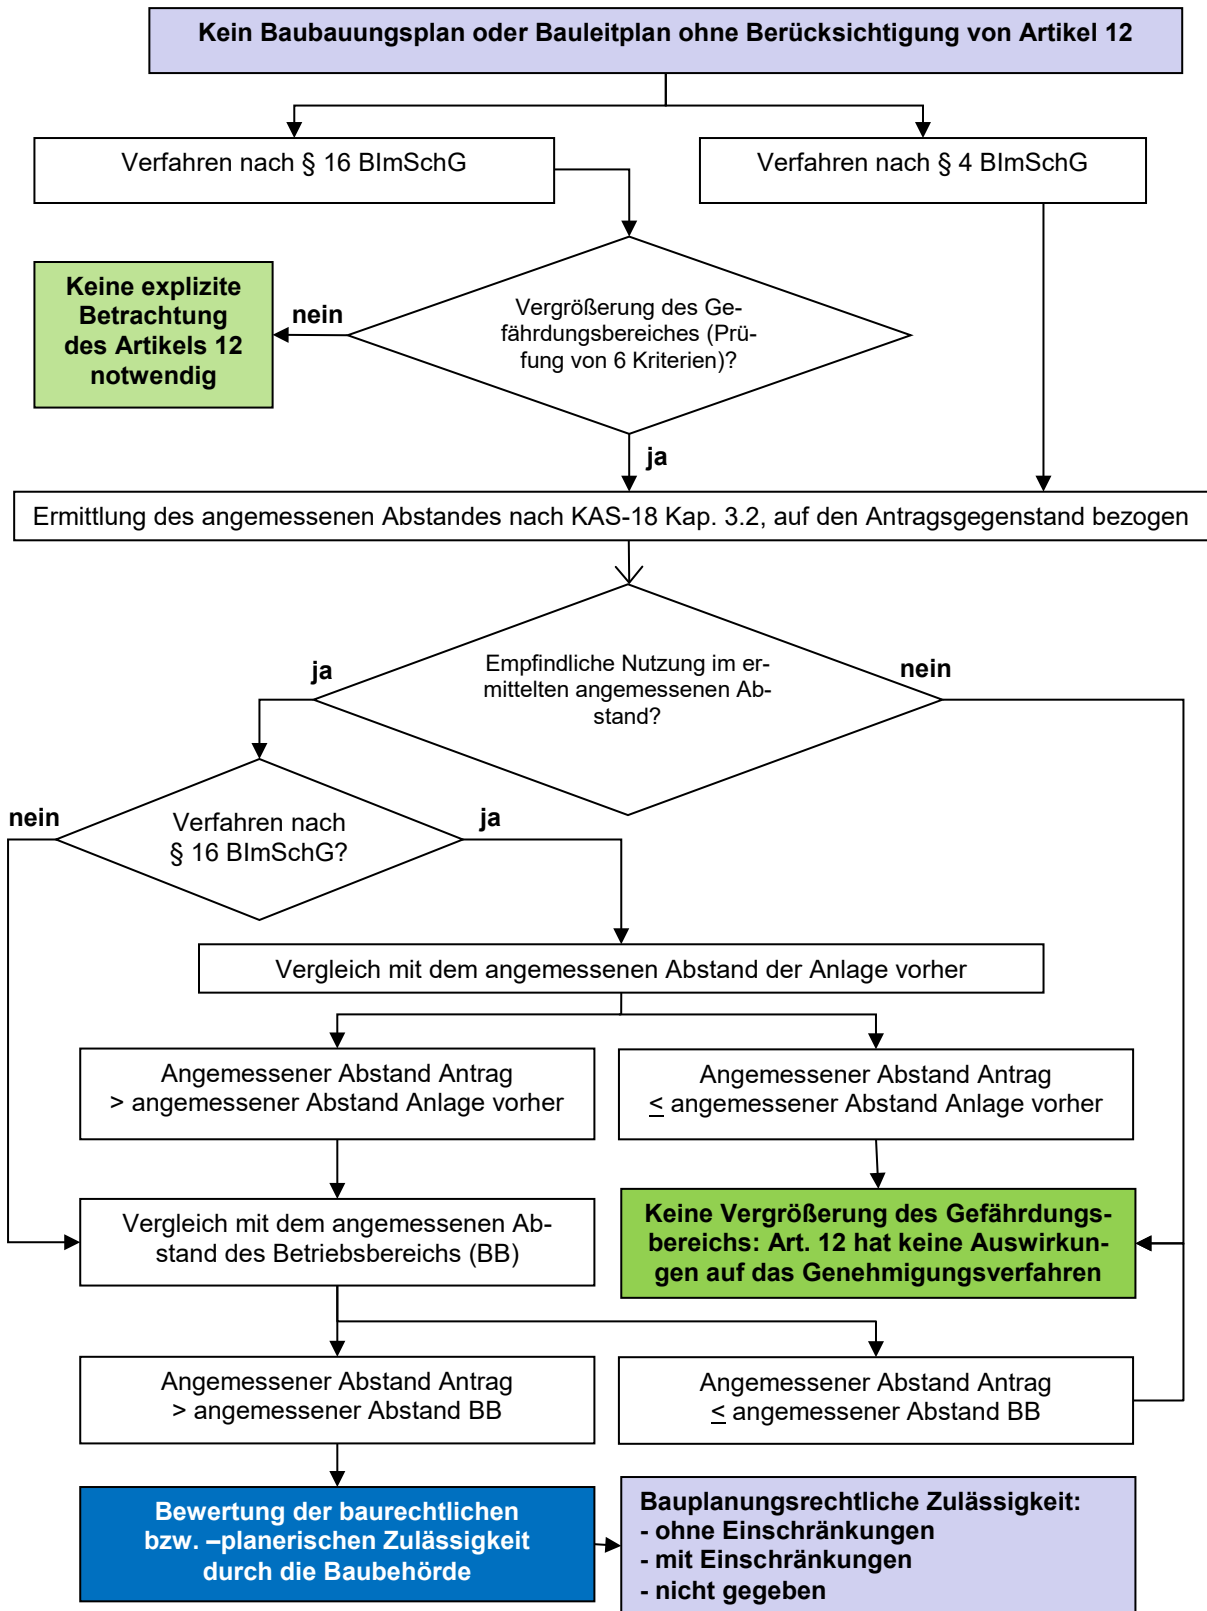 Kein Baubauungsplan oder Bauleitplan ohne Berücksichtigung von Artikel 12
Verfahren nach § 16 BImSchG
Verfahren nach § 4 BImSchG
Keine explizite
Betrachtung
des Artikels 12
notwendig
nein
Vergrößerung des Ge-
fährdungsbereiches (Prü-
fung von 6 Kriterien)?
ja
Ermittlung des angemessenen Abstandes nach KAS-18 Kap. 3.2, auf den Antragsgegenstand bezogen
ja
Empfindliche Nutzung im er-
mittelten angemessenen Ab-
stand?
nein
nein
Verfahren nach
§ 16 BImSchG?
ja
Vergleich mit dem angemessenen Abstand der Anlage vorher
Angemessener Abstand Antrag
> angemessener Abstand Anlage vorher
Angemessener Abstand Antrag
≤ angemessener Abstand Anlage vorher
Vergleich mit dem angemessenen Ab-
stand des Betriebsbereichs (BB)
Keine Vergrößerung des Gefährdungs-
bereichs: Art. 12 hat keine Auswirkun-
gen auf das Genehmigungsverfahren
Angemessener Abstand Antrag
> angemessener Abstand BB
Angemessener Abstand Antrag
≤ angemessener Abstand BB
Bewertung der baurechtlichen
bzw. –planerischen Zulässigkeit
durch die Baubehörde
Bauplanungsrechtliche Zulässigkeit:
- ohne Einschränkungen
- mit Einschränkungen
- nicht gegeben